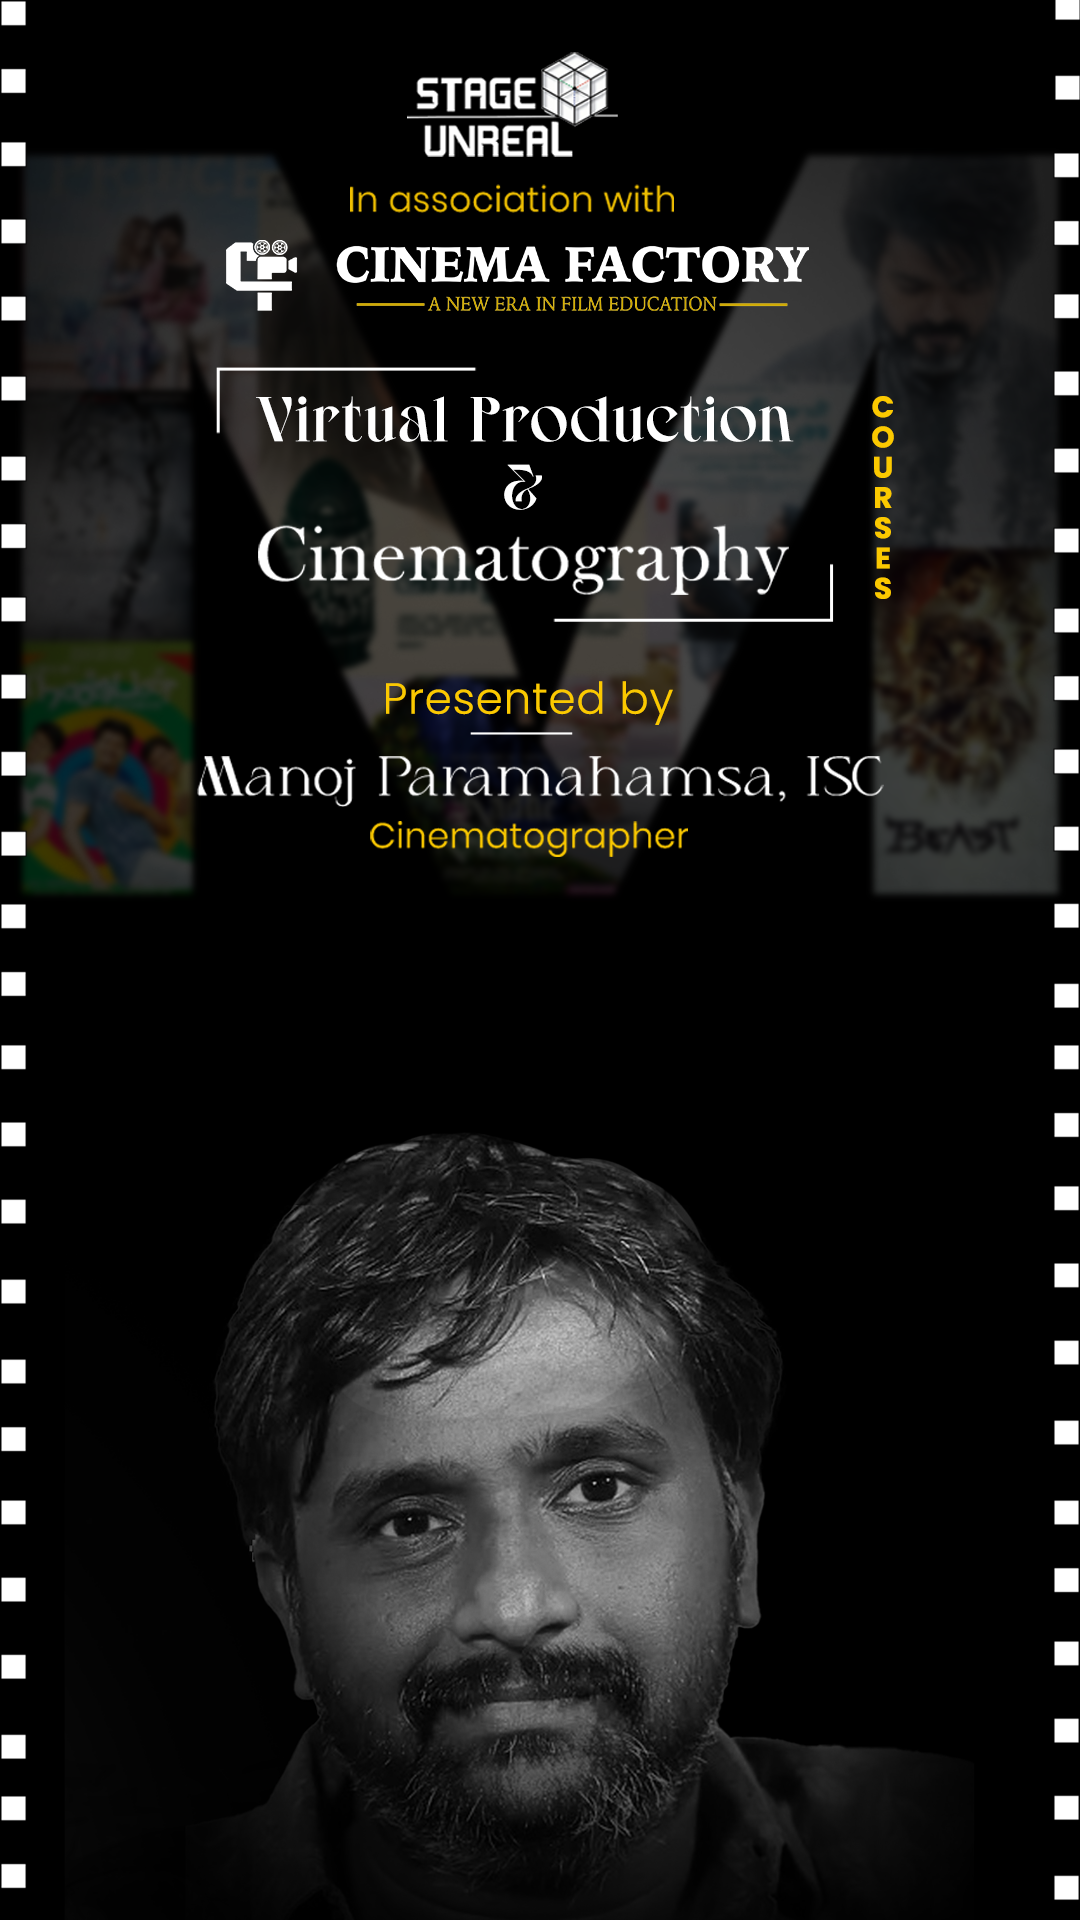 STAGE
UNREAL
In association with
CINEMA FACTORY
A NEW ERA IN FILM EDUCATION
Virtual Production
&
Cinematography
COURSES
Presented by
Manoj Paramahamsa, ISC
Cinematographer
BEAST